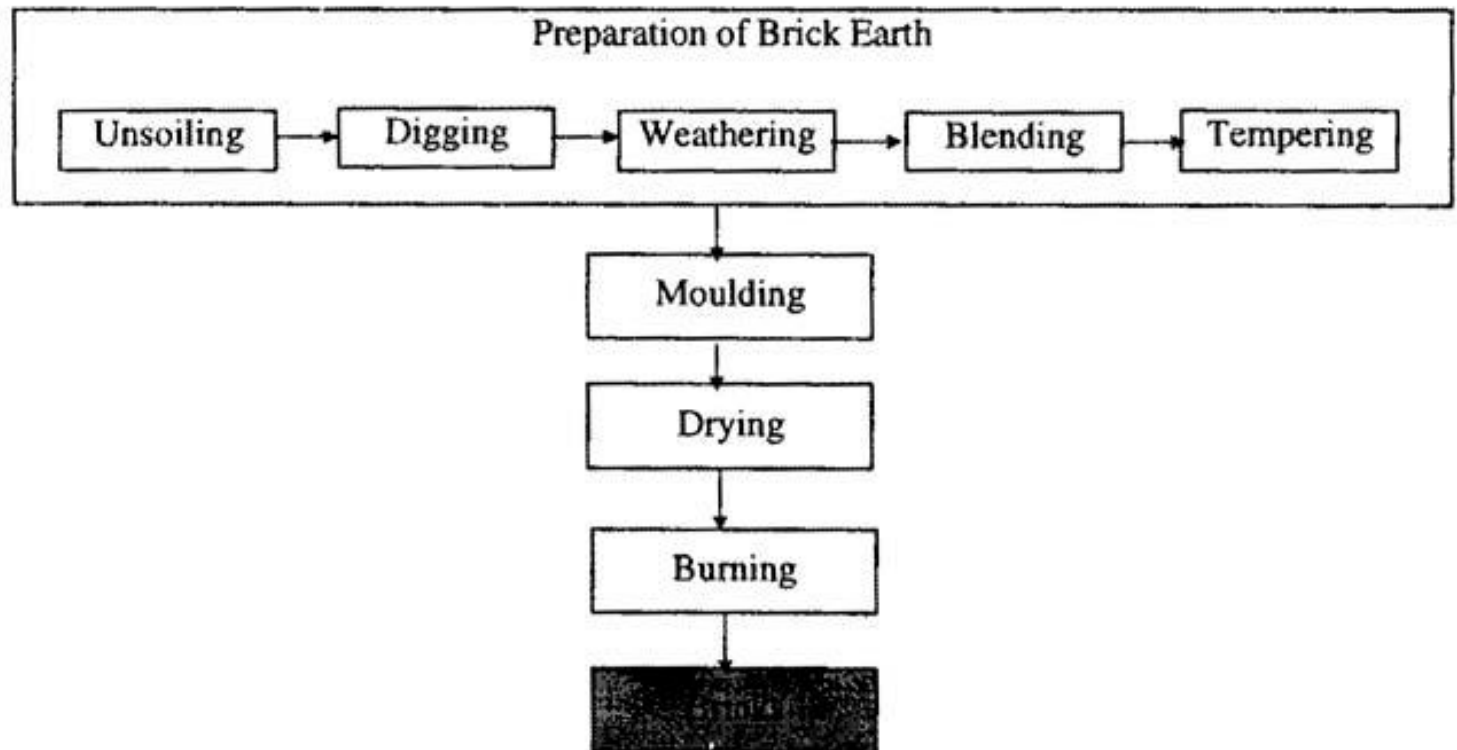 Preparation of Brick Earth
Unsoiling
Digging
Weathering
Blending
Tempering
Moulding
Drying
Burning